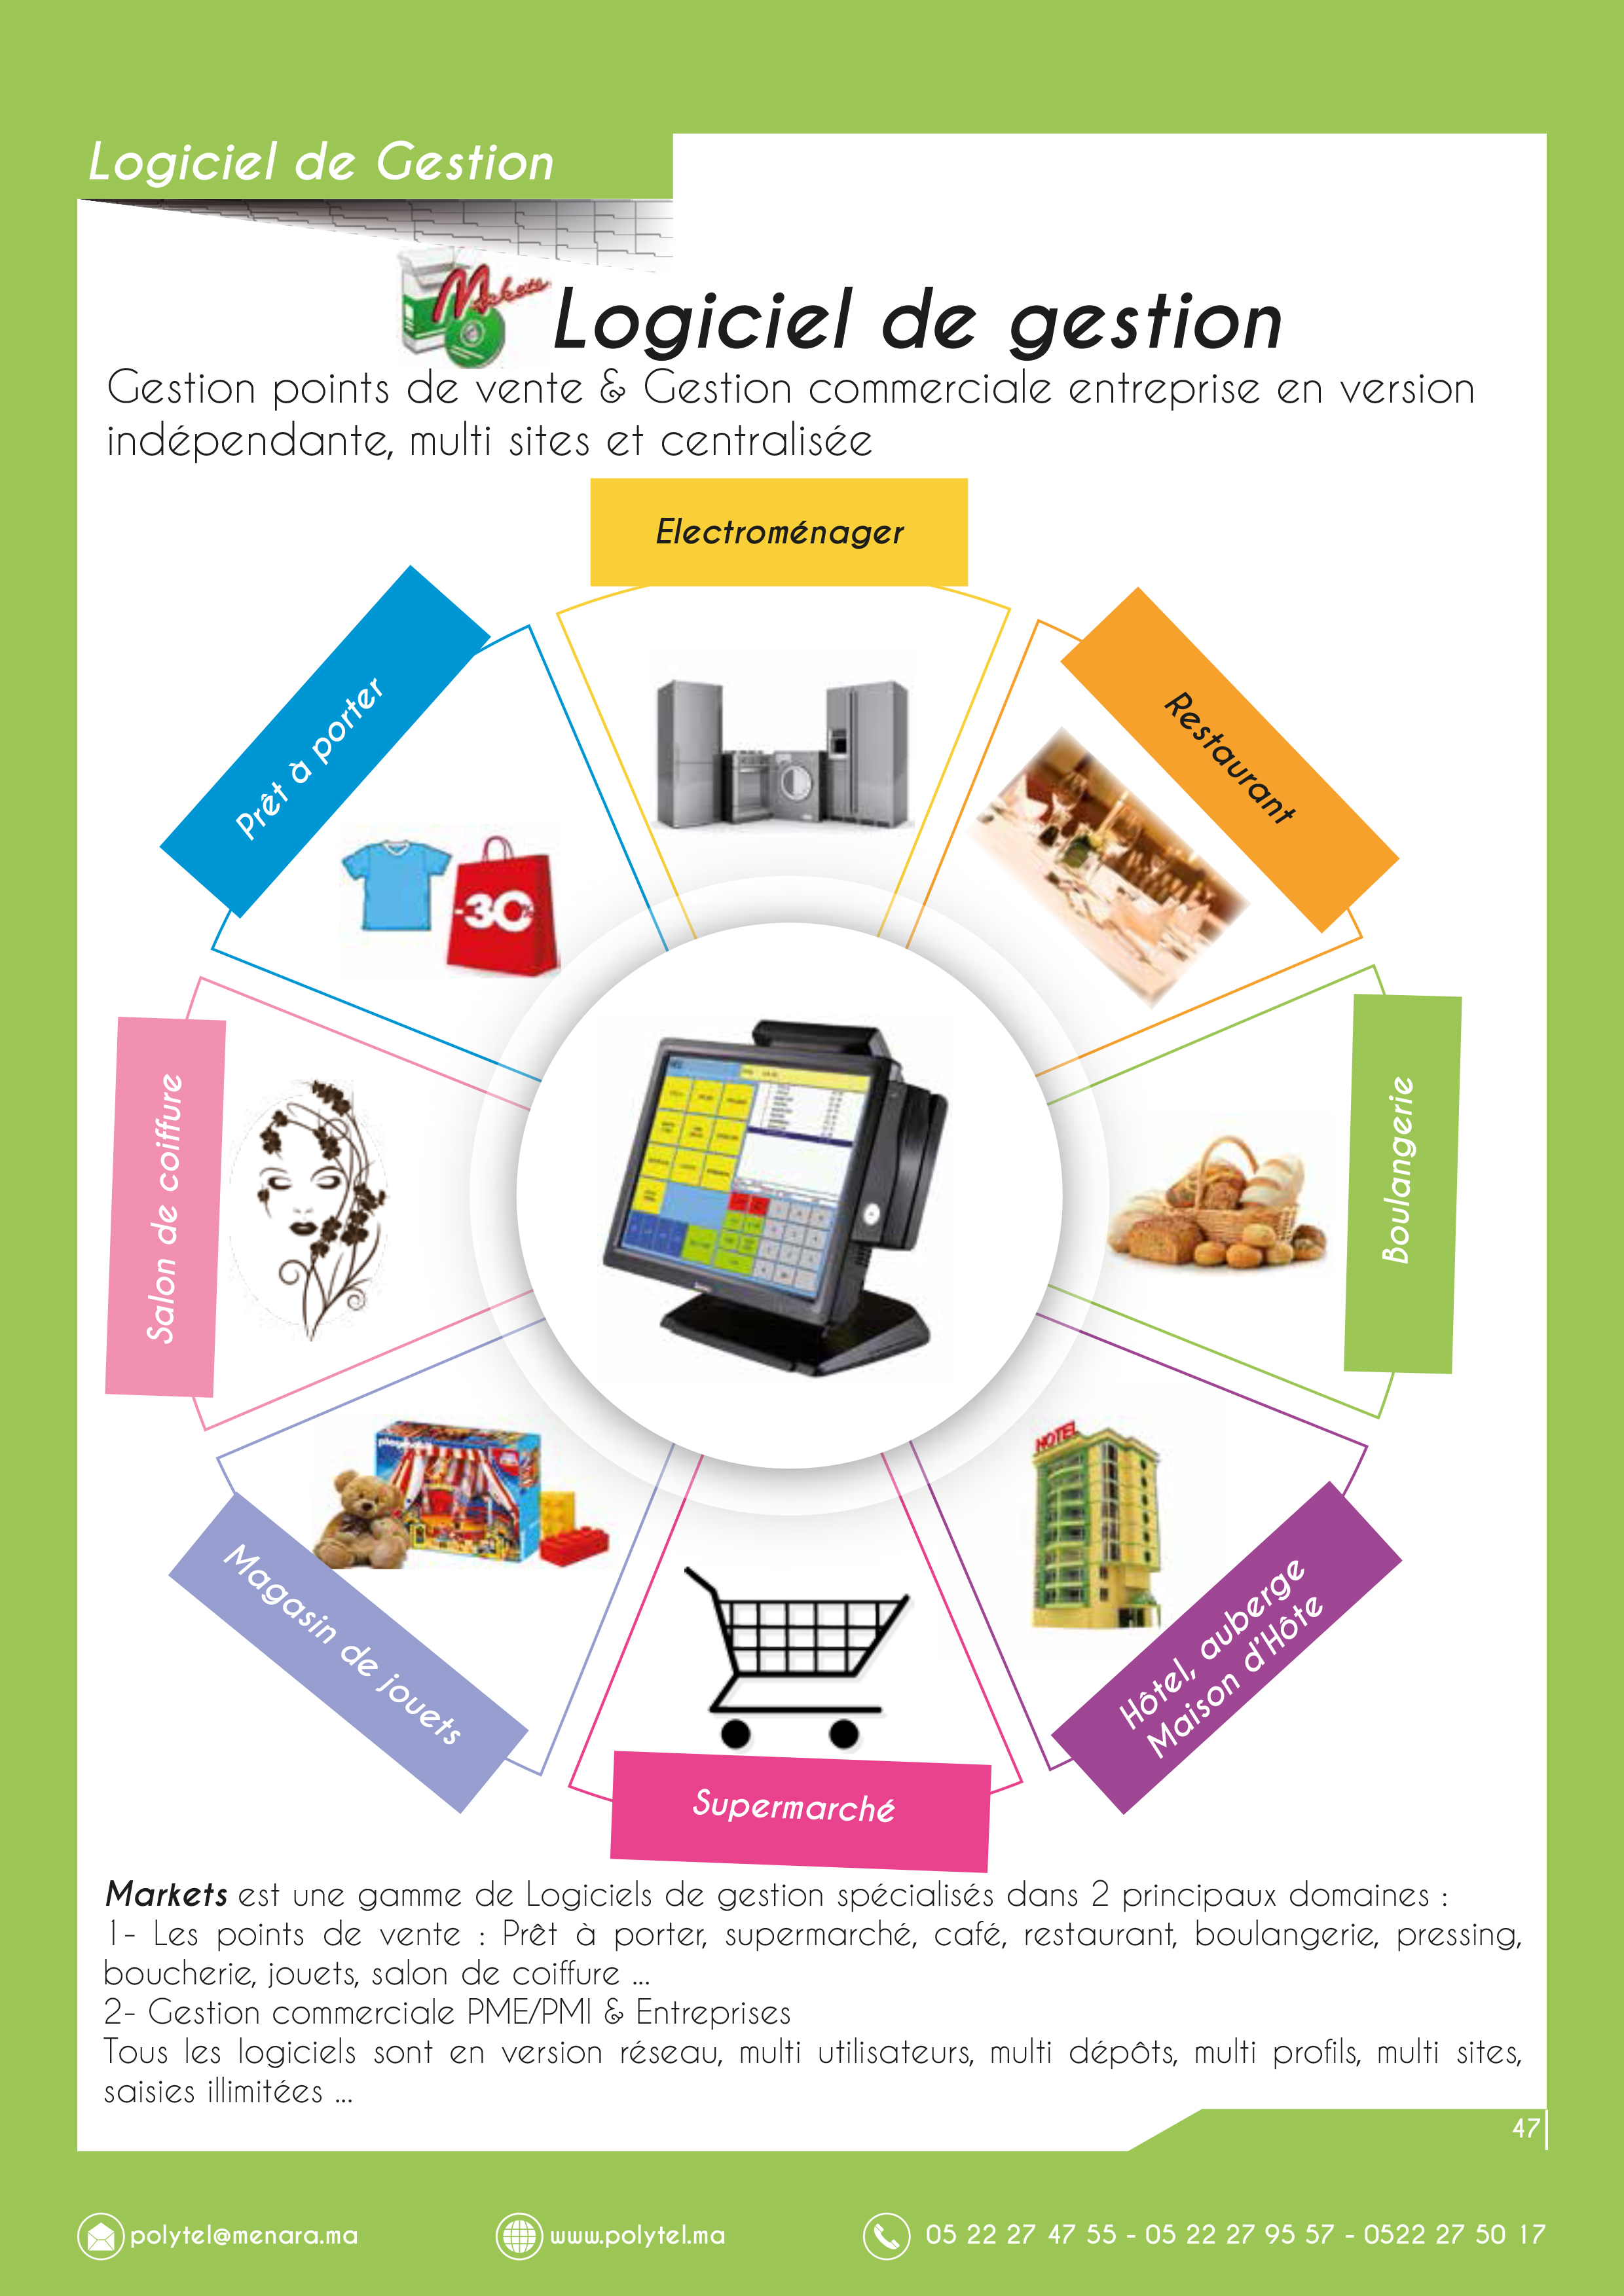 Logiciel de Gestion
Markets
Logiciel de gestion
Gestion points de vente & Gestion commerciale entreprise en version
indépendante, multi sites et centralisée
Electroménager
Prêt à porter
Restaurant
-30%
Salon de coiffure
Boulangerie
HOTEL
Magasin de jouets
Hôtel, auberge
Maison d'Hôte
Supermarché
Markets est une gamme de Logiciels de gestion spécialisés dans 2 principaux domaines :
1- Les points de vente : Prêt à porter, supermarché, café, restaurant, boulangerie, pressing,
boucherie, jouets, salon de coiffure ...
2- Gestion commerciale PME/PMI & Entreprises
Tous les logiciels sont en version réseau, multi utilisateurs, multi dépôts, multi profils, multi sites,
saisies illimitées ...
47
polytel@menara.ma
www.polytel.ma
05 22 27 47 55 - 05 22 27 95 57 - 0522 27 50 17